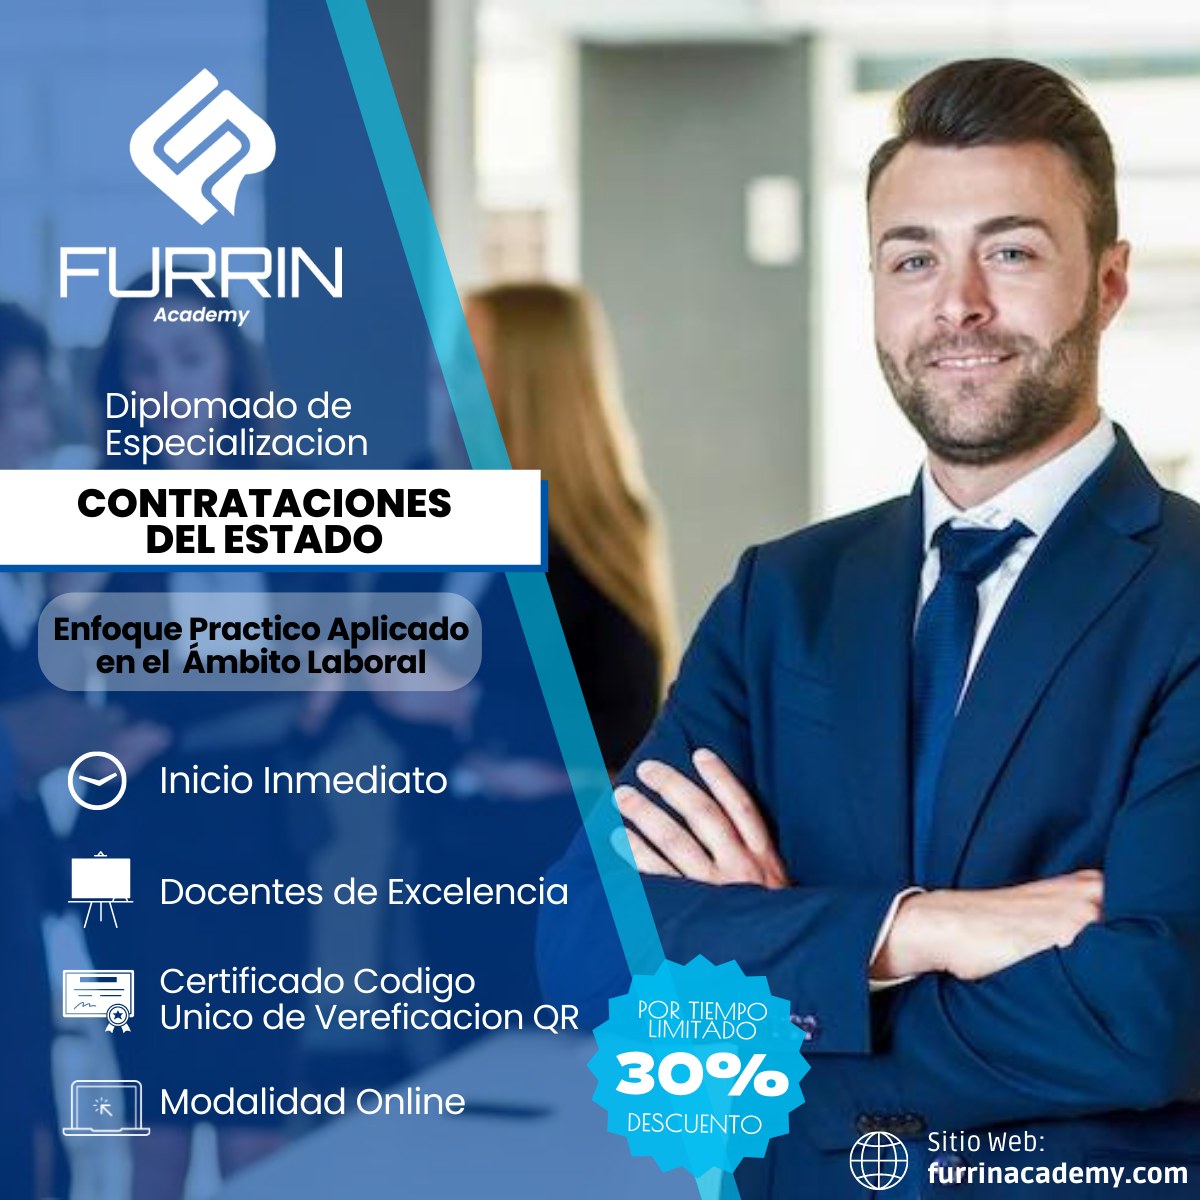 FURRIN
Academy
Diplomado de
Especializacion
CONTRATACIONES
DEL ESTADO
Enfoque Practico Aplicado
en el Ámbito Laboral
Inicio Inmediato
Docentes de Excelencia
Certificado Codigo
Unico de Vereficacion QR
Modalidad Online
POR TIEMPO
LIMITADO
30%
DESCUENTO
Sitio Web:
furrinacademy.com